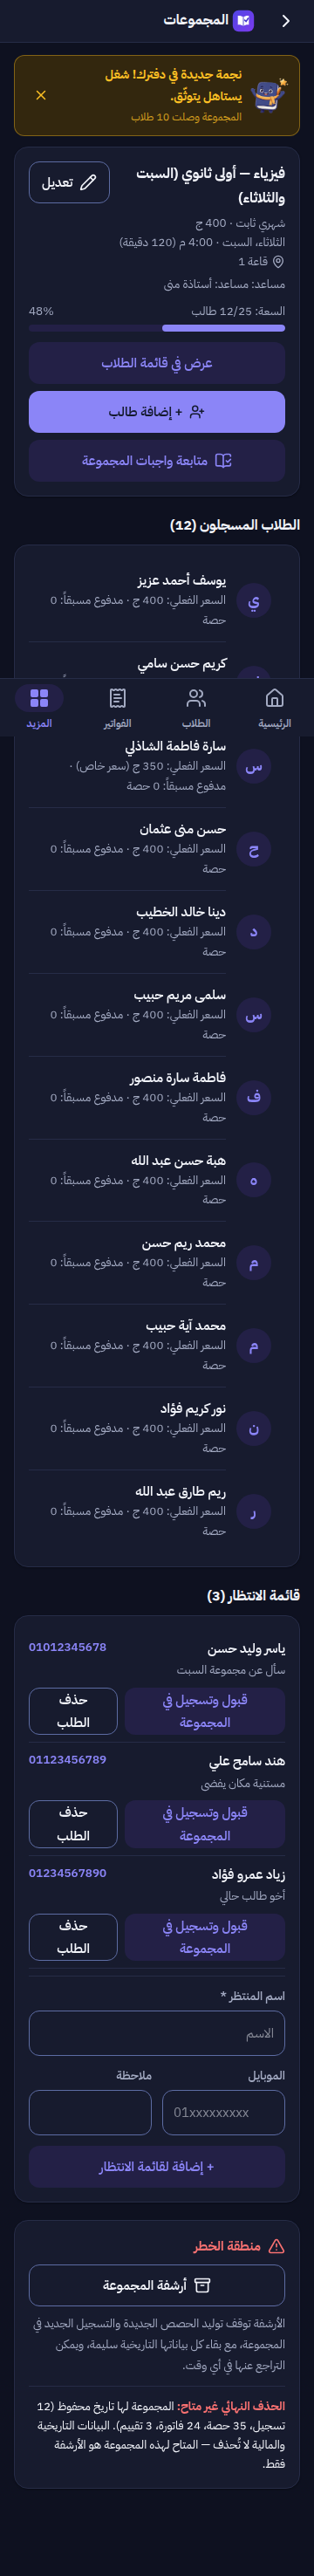 المجموعات
نجمة جديدة في دفترك! شغل
يستاهل يتوثّق.
المجموعة وصلت 10 طلاب
فيزياء — أولى ثانوي (السبت
والثلاثاء)
تعديل
شهري ثابت · 400 ج
الثلاثاء، السبت · 4:00 م (120 دقيقة)
قاعة 1
مساعد: مساعد: أستاذة منى
السعة: 12/25 طالب
48%
عرض في قائمة الطلاب
+ إضافة طالب
متابعة واجبات المجموعة
الطلاب المسجلون (12)
ي
يوسف أحمد عزيز
السعر الفعلي: 400 ج · مدفوع مسبقاً: 0
حصة
كريم حسن سامي
الرئيسية
الطلاب
الفواتير
المزيد
س
سارة فاطمة الشاذلي
السعر الفعلي: 350 ج (سعر خاص) ·
مدفوع مسبقاً: 0 حصة
ح
حسن منى عثمان
السعر الفعلي: 400 ج · مدفوع مسبقاً: 0
حصة
د
دينا خالد الخطيب
السعر الفعلي: 400 ج · مدفوع مسبقاً: 0
حصة
س
سلمى مريم حبيب
السعر الفعلي: 400 ج · مدفوع مسبقاً: 0
حصة
ف
فاطمة سارة منصور
السعر الفعلي: 400 ج · مدفوع مسبقاً: 0
حصة
ه
هبة حسن عبد الله
السعر الفعلي: 400 ج · مدفوع مسبقاً: 0
حصة
م
محمد ريم حسن
السعر الفعلي: 400 ج · مدفوع مسبقاً: 0
حصة
م
محمد آية حبيب
السعر الفعلي: 400 ج · مدفوع مسبقاً: 0
حصة
ن
نور كريم فؤاد
السعر الفعلي: 400 ج · مدفوع مسبقاً: 0
حصة
ر
ريم طارق عبد الله
السعر الفعلي: 400 ج · مدفوع مسبقاً: 0
حصة
قائمة الانتظار (3)
ياسر وليد حسن
01012345678
سأل عن مجموعة السبت
قبول وتسجيل في
المجموعة
حذف
الطلب
هند سامح علي
01123456789
مستنية مكان يفضى
قبول وتسجيل في
المجموعة
حذف
الطلب
زياد عمرو فؤاد
01234567890
أخو طالب حالي
قبول وتسجيل في
المجموعة
حذف
الطلب
اسم المنتظر *
الاسم
الموبايل
ملاحظة
01xxxxxxxxx
+ إضافة لقائمة الانتظار
منطقة الخطر
أرشفة المجموعة
الأرشفة توقف توليد الحصص الجديدة والتسجيل الجديد في
المجموعة، مع بقاء كل بياناتها التاريخية سليمة، ويمكن
التراجع عنها في أي وقت.
الحذف النهائي غير متاح: المجموعة لها تاريخ محفوظ (12
تسجيل، 35 حصة، 24 فاتورة، 3 تقييم). البيانات التاريخية
والمالية لا تُحذف — المتاح لهذه المجموعة هو الأرشفة
فقط.